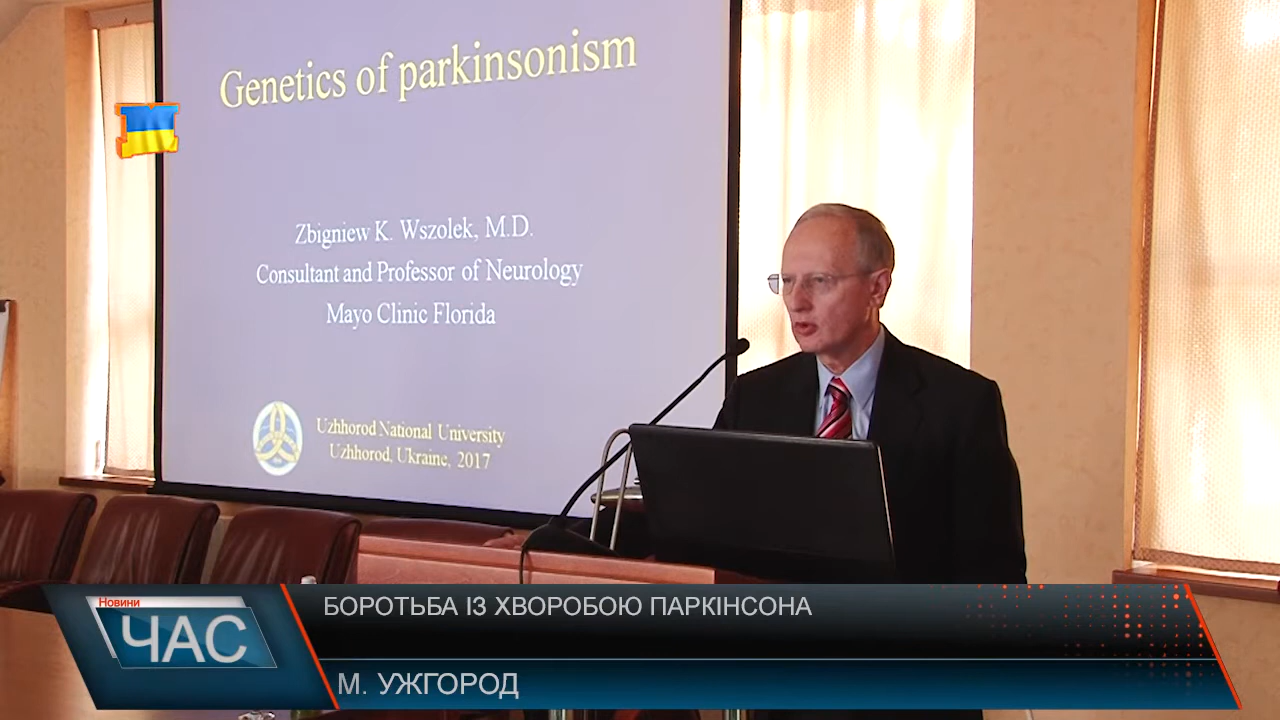 Genetics of parkinsonism
Zbigniew K. Wszolek, M.D.
Consultant and Professor of Neurology
Mayo Clinic Florida
Uzhhorod National University
Uzhhorod, Ukraine, 2017
Новини
ЧАС
БОРОТЬБА ІЗ ХВОРОБОЮ ПАРКІНСОНА
М. УЖГОРОД